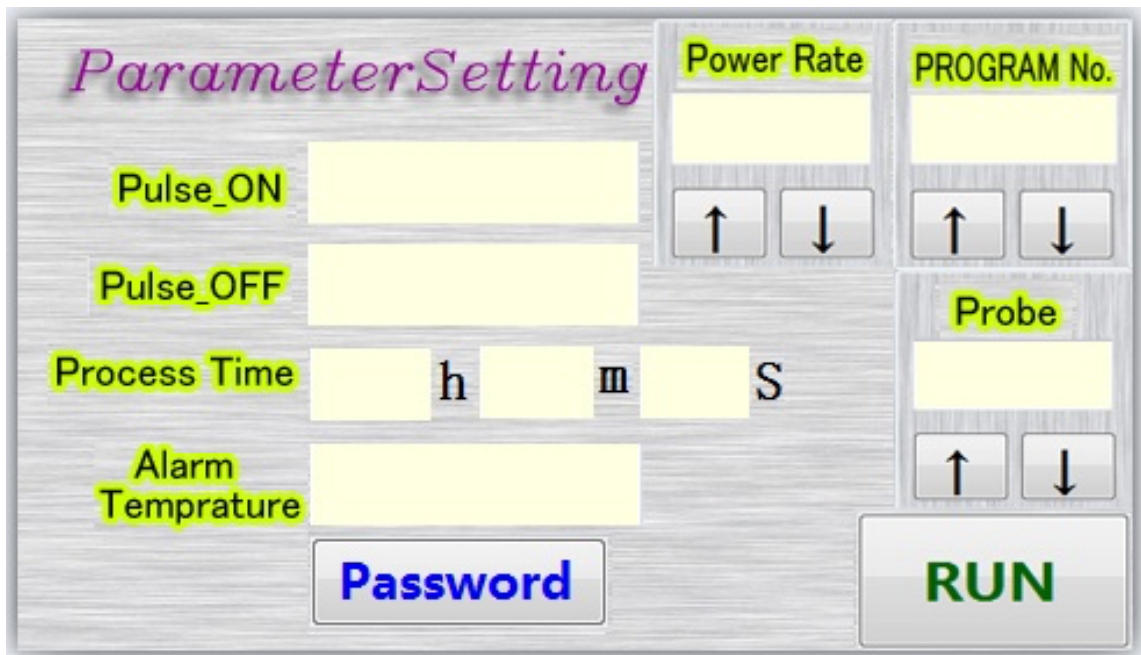 ParameterSetting
Power Rate
PROGRAM No.
Pulse_ON
↑ ↓
↑ ↓
Pulse_OFF
Probe
Process Time h m S
↑ ↓
Alarm
Temprature
Password
RUN